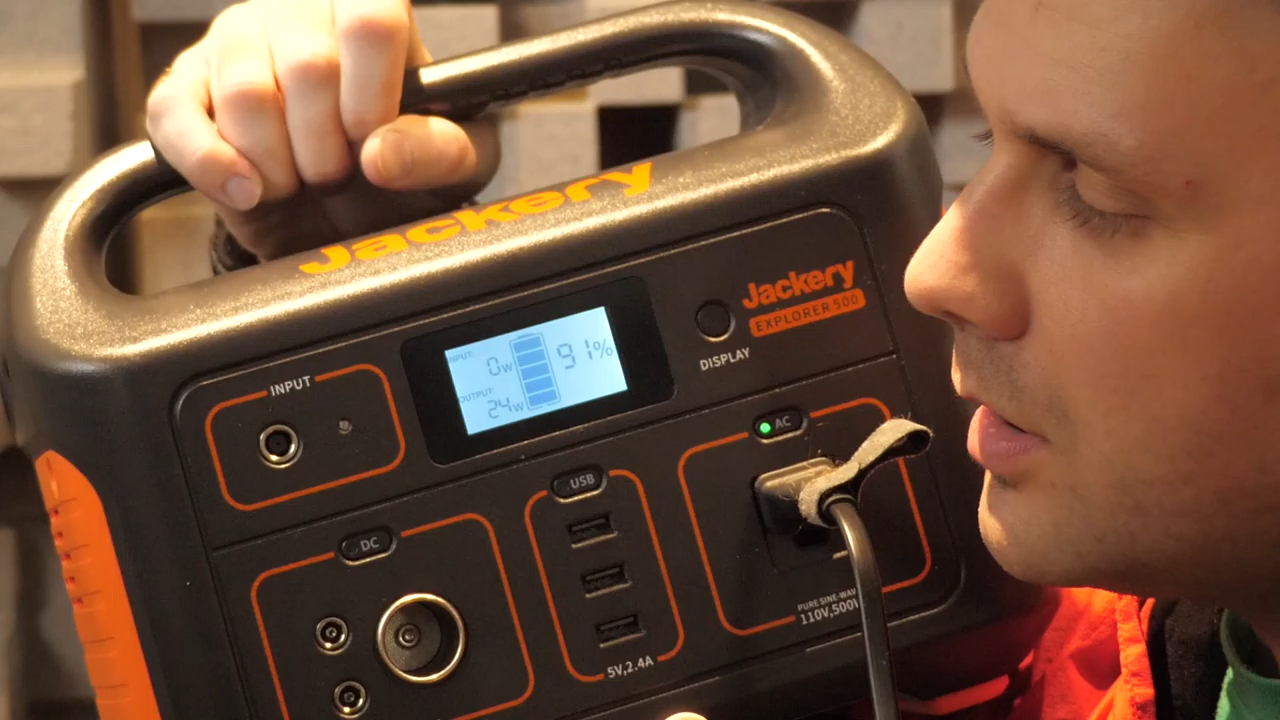 Jackery
Jackery
EXPLORER 500
DISPLAY
INPUT
INPUT:
0W
91%
OUTPUT:
24W
AC
USB
DC
5V,2.4A
PURE SINE-WAV
110V,500W